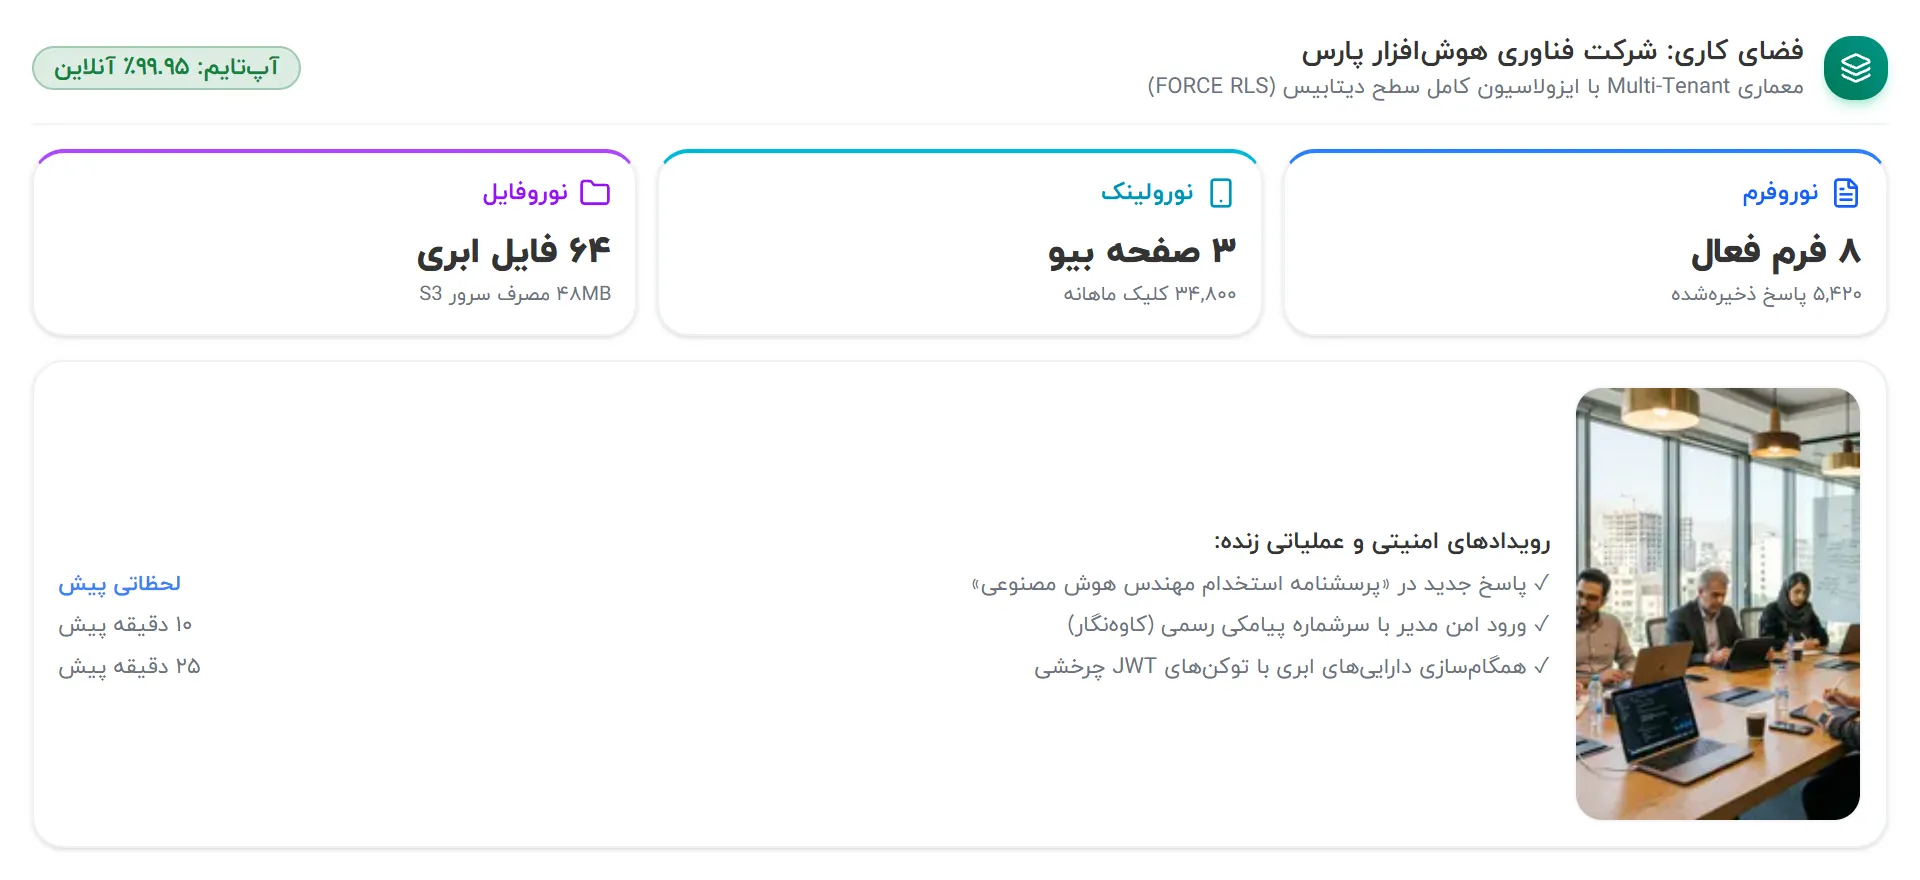 فضای کاری: شرکت فناوری هوش‌افزار پارس
معماری Multi-Tenant با ایزولاسیون کامل سطح دیتابیس (FORCE RLS)
آپ‌تایم: ۹۹.۹۵٪ آنلاین
نوروفرم
۸ فرم فعال
۵,۴۲۰ پاسخ ذخیره‌شده
نورولینک
۳ صفحه بیو
۳۴,۸۰۰ کلیک ماهانه
نوروفایل
۶۴ فایل ابری
۴۸MB مصرف سرور S3
رویدادهای امنیتی و عملیاتی زنده:
✓ پاسخ جدید در «پرسشنامه استخدام مهندس هوش مصنوعی» لحظاتی پیش
✓ ورود امن مدیر با سرشماره پیامکی رسمی (کاوه‌نگار) ۱۰ دقیقه پیش
✓ همگام‌سازی دارایی‌های ابری با توکن‌های JWT چرخشی ۲۵ دقیقه پیش